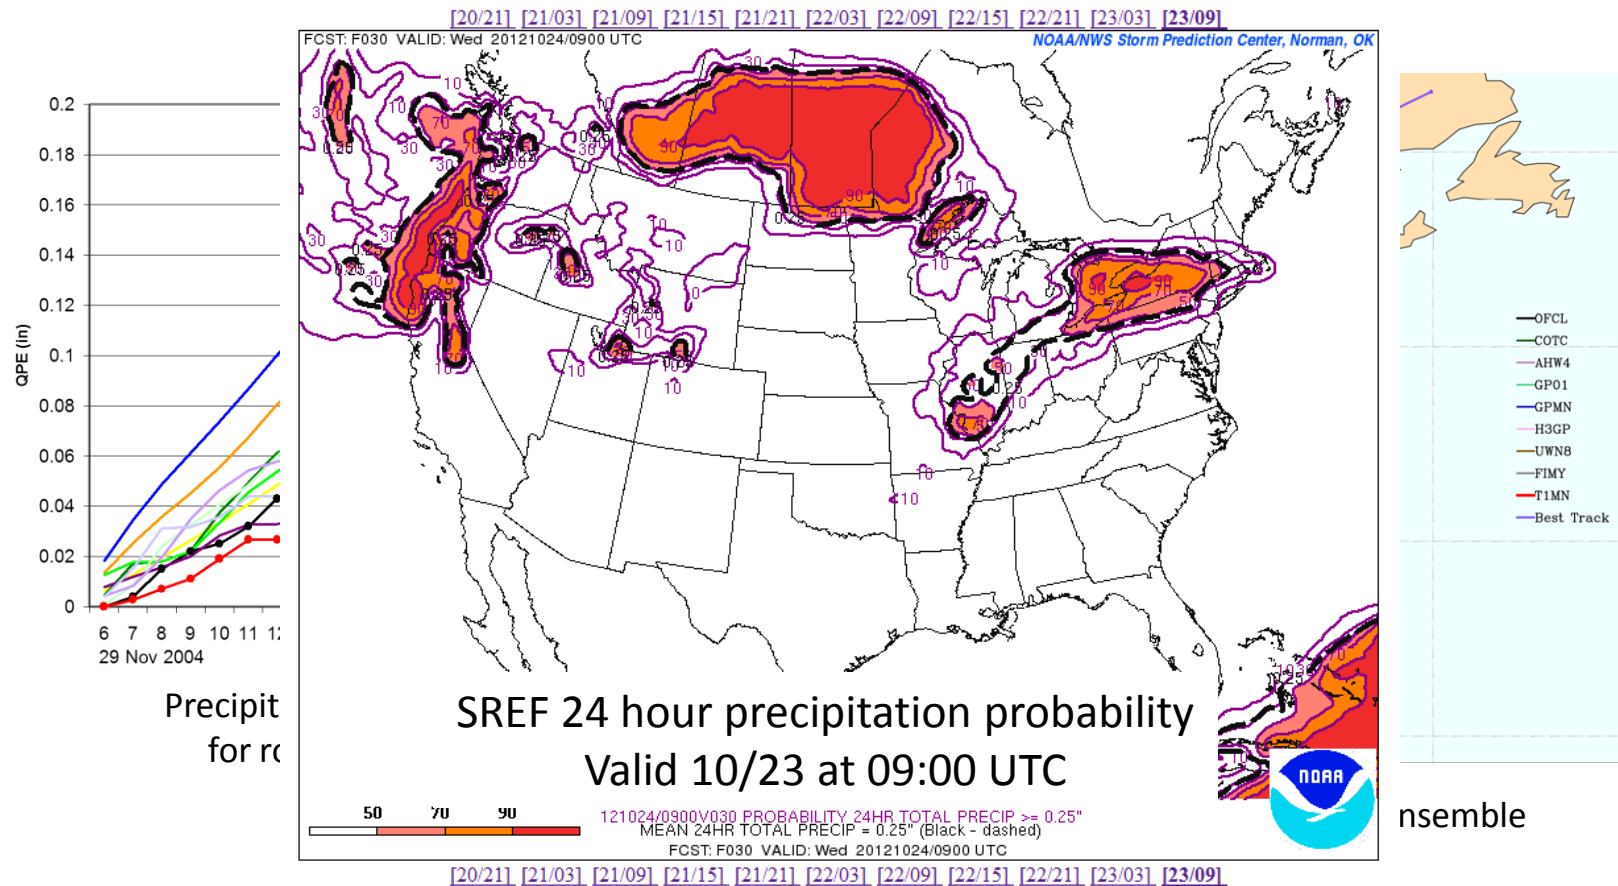 [20/21] [21/03] [21/09] [21/15] [21/21] [22/03] [22/09] [22/15] [22/21] [23/03] [23/09]
FCST: F030 VALID: Wed 20121024/0900 UTC
NOAA/NWS Storm Prediction Center, Norman, OK
0.2
0.18
0.16
0.14
0.12
0.1
0.08
0.06
0.04
0.02
0
QPE (in)
6 7 8 9 10 11 12
29 Nov 2004
OFCL
COTC
AHW4
GP01
GPMN
H3GP
UWN8
FIMY
T1MN
Best Track
Precipit
for ro
SREF 24 hour precipitation probability
Valid 10/23 at 09:00 UTC
NOAA
nsemble
50 70 90
121024/0900V030 PROBABILITY 24HR TOTAL PRECIP >= 0.25"
MEAN 24HR TOTAL PRECIP = 0.25" (Black - dashed)
FCST: F030 VALID: Wed 20121024/0900 UTC
[20/21] [21/03] [21/09] [21/15] [21/21] [22/03] [22/09] [22/15] [22/21] [23/03] [23/09]